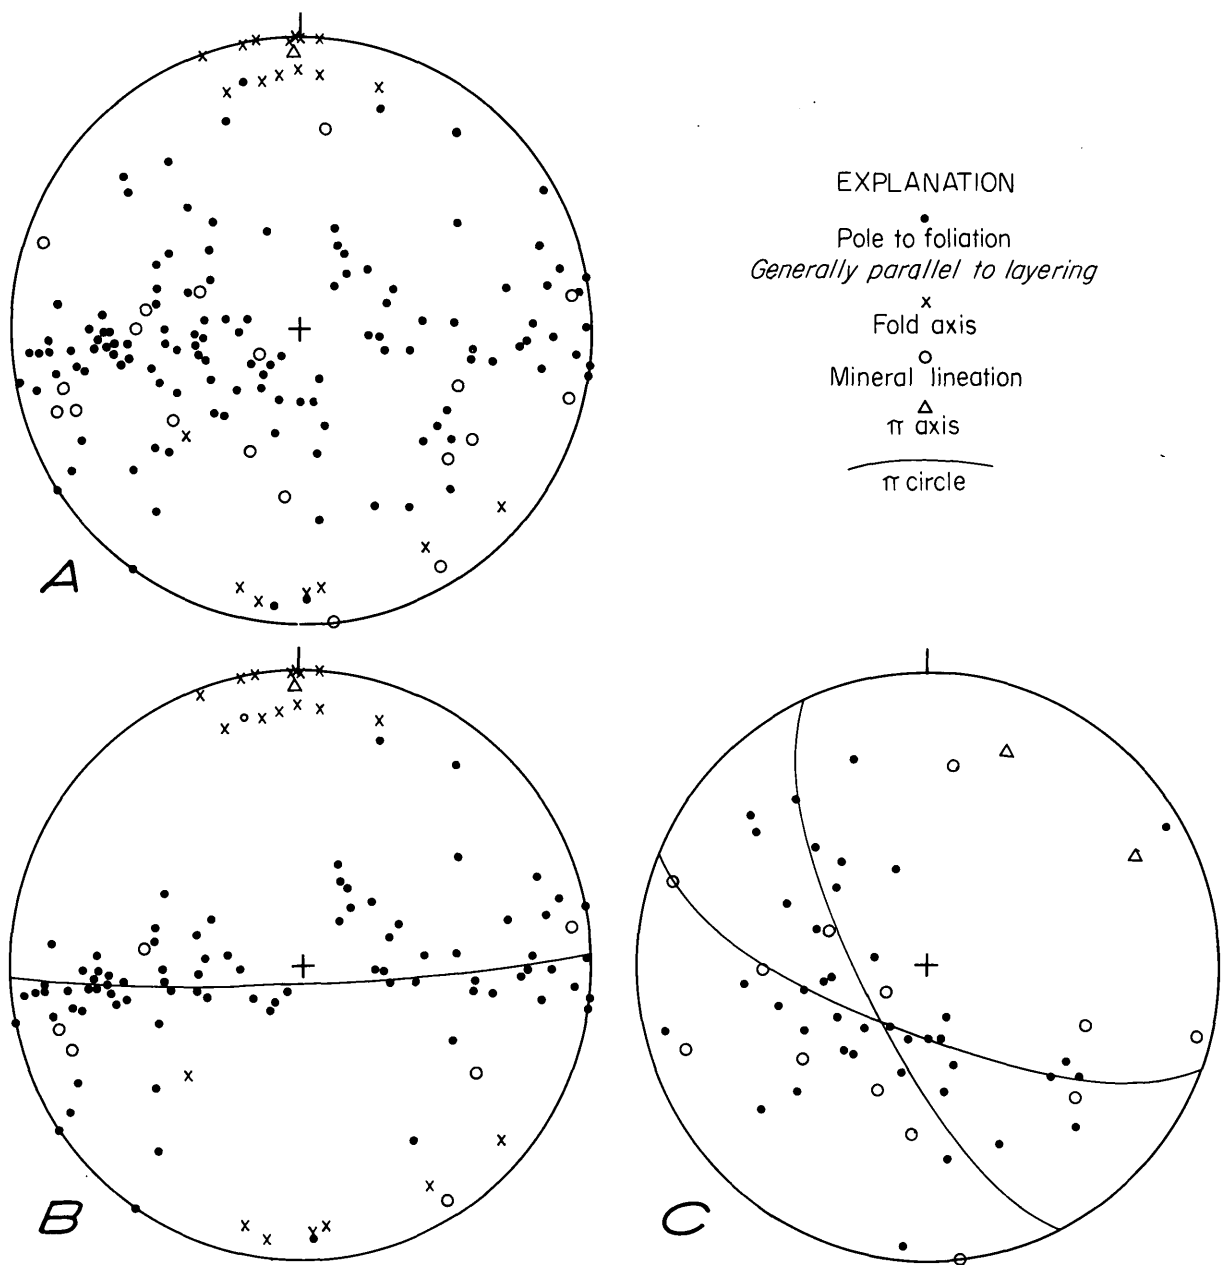 EXPLANATION
Pole to foliation
Generally parallel to layering
Fold axis
Mineral lineation
π axis
π circle
A
B
C